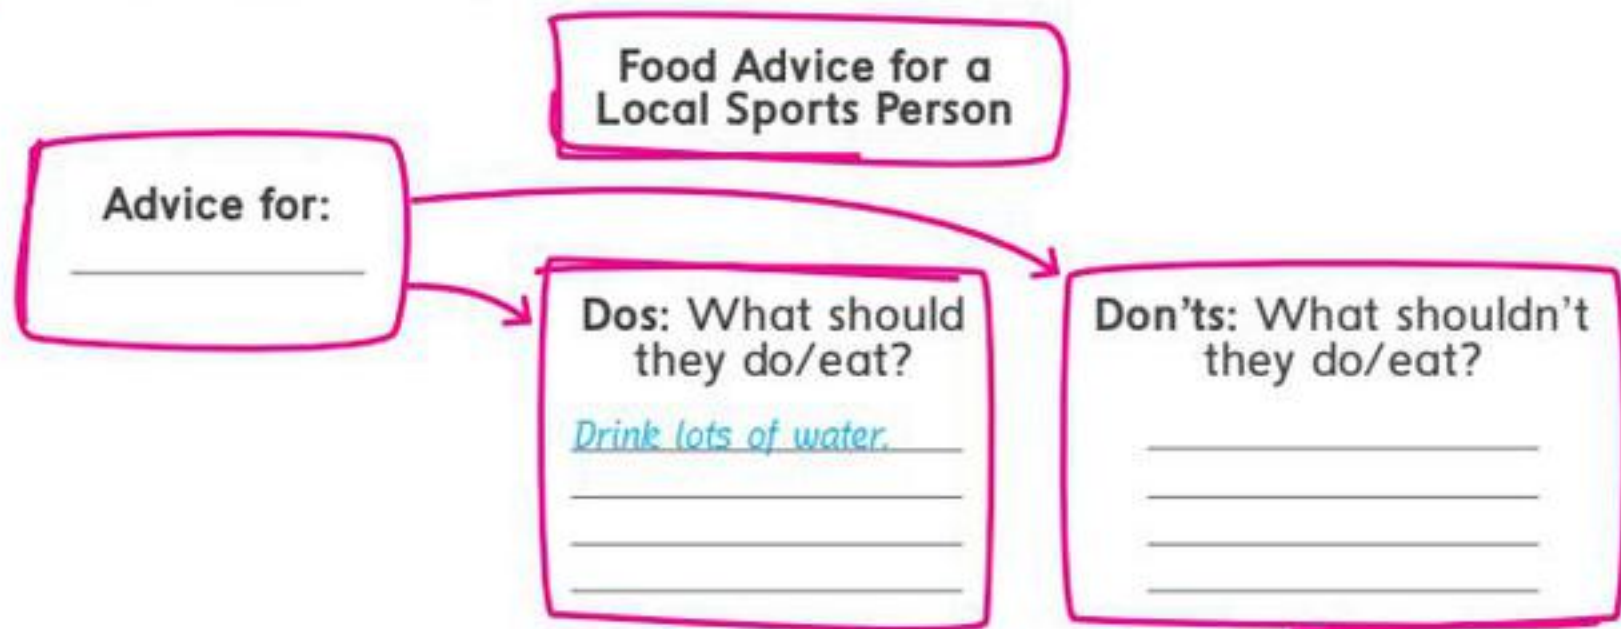 Food Advice for a
Local Sports Person
Advice for:
Dos: What should
they do/eat?
Drink lots of water.
Don'ts: What shouldn't
they do/eat?